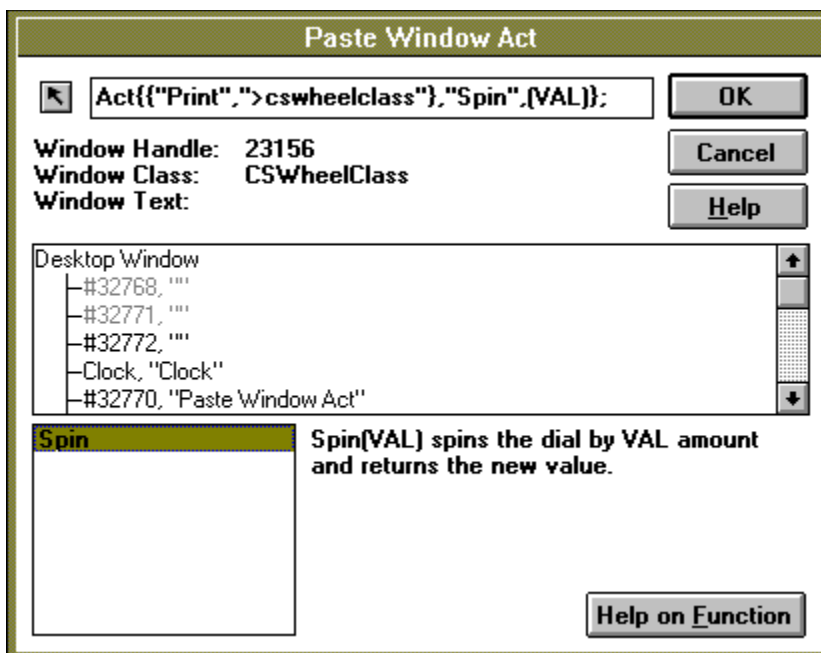 Paste Window Act
Act{{"Print",">cswheelclass"},"Spin",(VAL)};
OK
Window Handle: 23156
Window Class: CSWheelClass
Window Text:
Cancel
Help
Desktop Window
#32768, ""
#32771, ""
#32772, ""
Clock, "Clock"
#32770, "Paste Window Act"
Spin
Spin(VAL) spins the dial by VAL amount
and returns the new value.
Help on Function